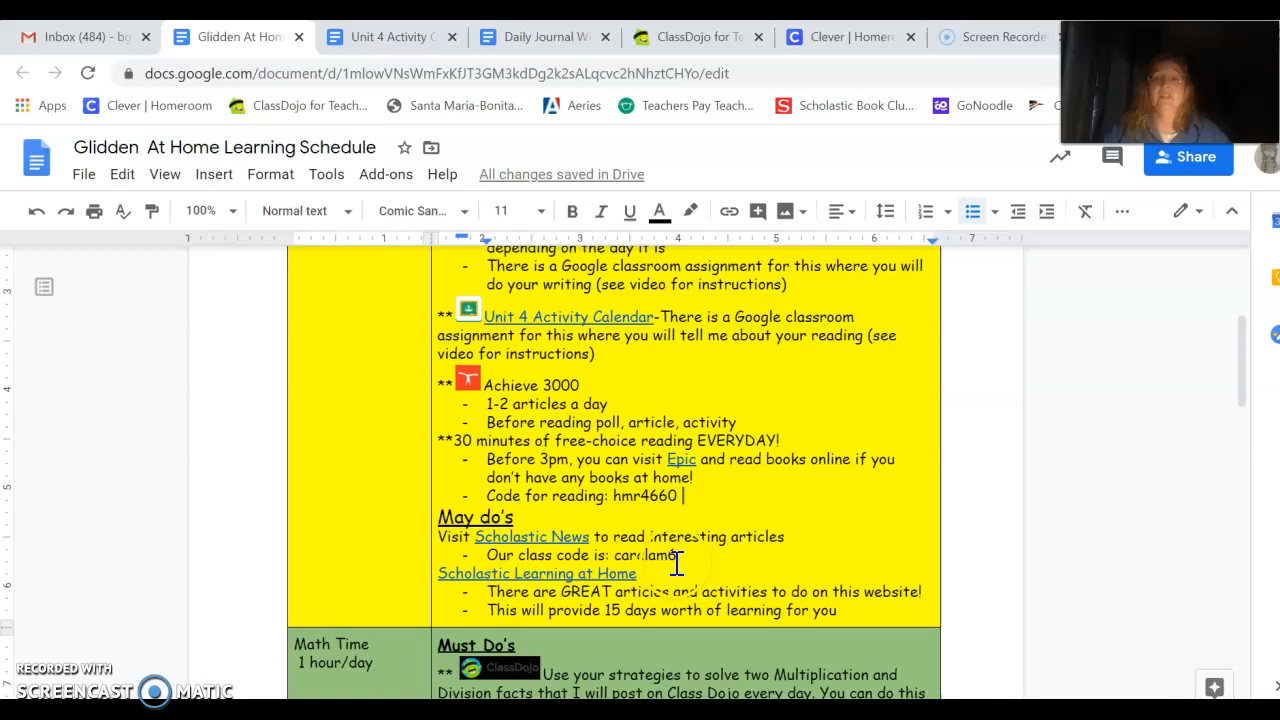 Inbox (484) - bg
Glidden At Hom
Unit 4 Activity C
Daily Journal W
ClassDojo for Te
Clever | Homero
Screen Recorde
docs.google.com/document/d/1mlowVNsWmFxKfJT3GM3kdDg2k2sALqcvc2hNhztCHYo/edit
Apps
Clever | Homeroom
ClassDojo for Teach...
Santa Maria-Bonita...
Aeries
Teachers Pay Teach...
Scholastic Book Clu...
GoNoodle
Glidden At Home Learning Schedule
File Edit View Insert Format Tools Add-ons Help All changes saved in Drive
Share
100% Normal text Comic San... 11
1 1 2 3 4 5 6 7
depending on the day it is
- There is a Google classroom assignment for this where you will
do your writing (see video for instructions)
** Unit 4 Activity Calendar-There is a Google classroom
assignment for this where you will tell me about your reading (see
video for instructions)
** Achieve 3000
- 1-2 articles a day
- Before reading poll, article, activity
**30 minutes of free-choice reading EVERYDAY!
- Before 3pm, you can visit Epic and read books online if you
don't have any books at home!
- Code for reading: hmr4660
May do's
Visit Scholastic News to read interesting articles
- Our class code is:
Scholastic Learning at Home
- There are GREAT articles and activities to do on this website!
- This will provide 15 days worth of learning for you
Math Time
1 hour/day
Must Do's
** ClassDojo Use your strategies to solve two Multiplication and
Division facts that I will post on Class Dojo every day. You can do this
RECORDED WITH
SCREENCAST MATIC